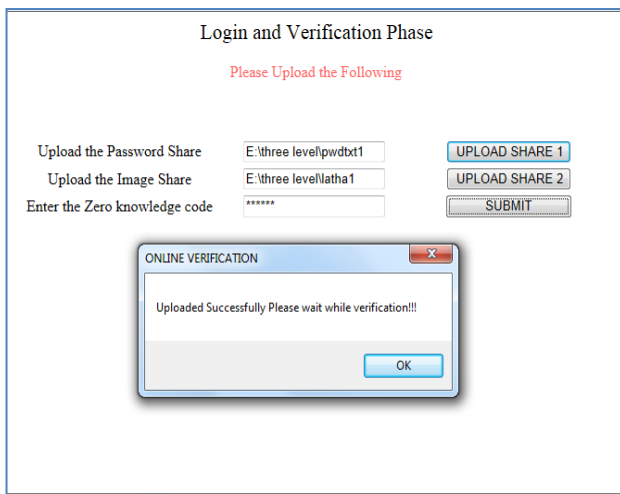 Login and Verification Phase
Please Upload the Following
Upload the Password Share E:\three level\pwdtxt1 UPLOAD SHARE 1
Upload the Image Share E:\three level\latha1 UPLOAD SHARE 2
Enter the Zero knowledge code ****** SUBMIT
ONLINE VERIFICATION x
Uploaded Successfully Please wait while verification!!!
OK